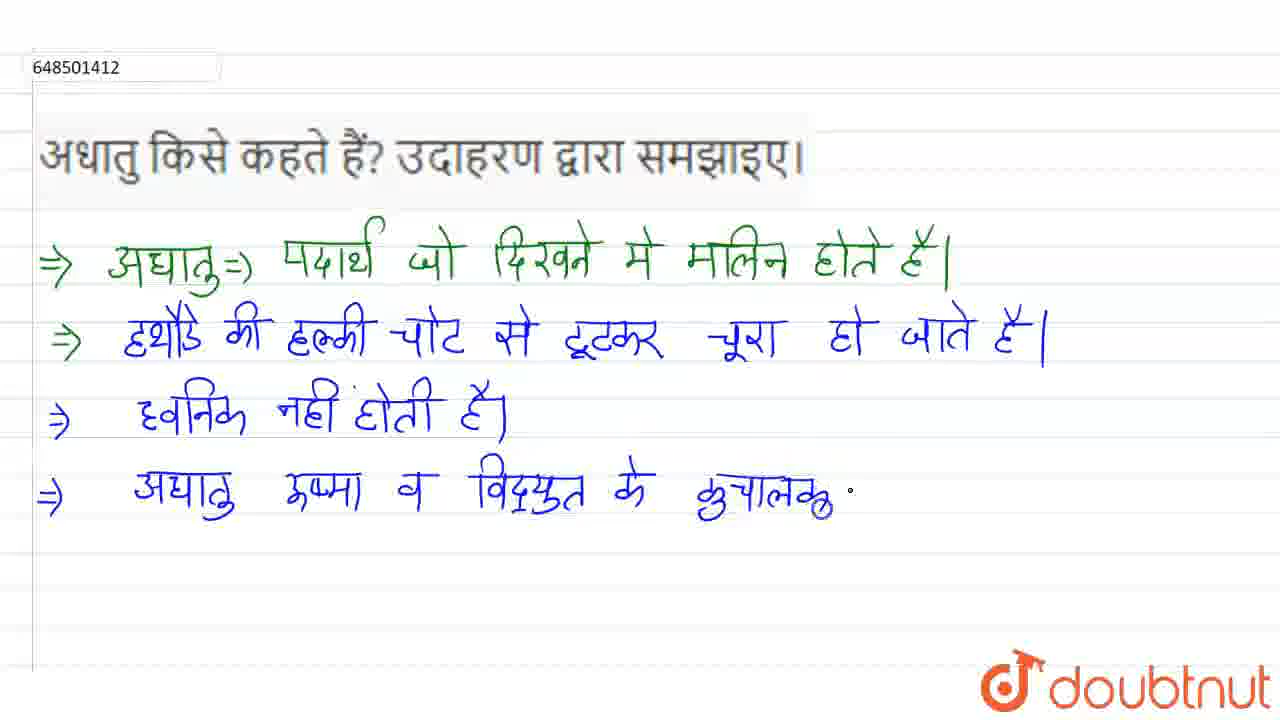 648501412
अधातु किसे कहते हैं? उदाहरण द्वारा समझाइए।
⇒ अधातु ⇒ पदार्थ जो दिखने मे मलिन होते है।
⇒ हथौडे की हल्की चोट से टूटकर चूरा हो जाते है।
⇒ ध्वनिक नही होती है।
⇒ अधातु ऊष्मा व विद्युत के कुचालक
doubtnut